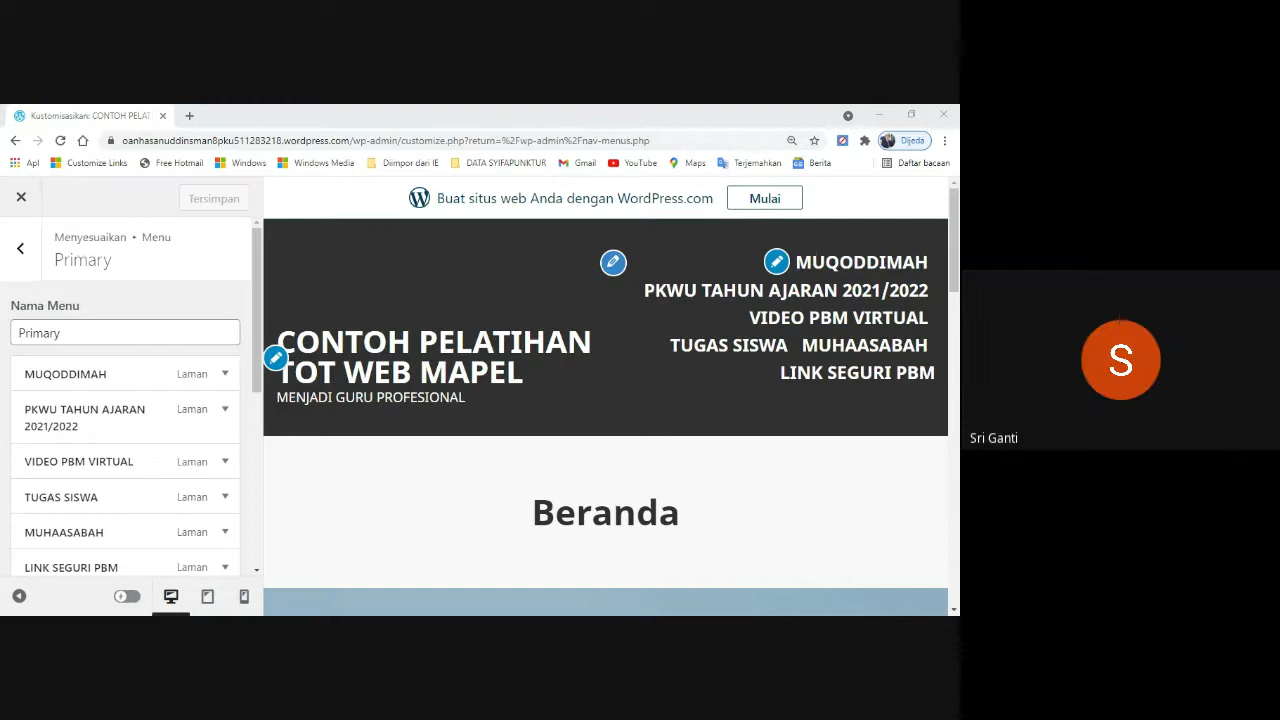 Kustomisasikan: CONTOH PELAT
oanhasanuddinsman8pku511283218.wordpress.com/wp-admin/customize.php?return=%2Fwp-admin%2Fnav-menus.php
Dijeda
Apl
Customize Links
Free Hotmail
Windows
Windows Media
Diimpor dari IE
DATA SYIFAPUNKTUR
Gmail
YouTube
Maps
Terjemahkan
Berita
Daftar bacaan
Tersimpan
Buat situs web Anda dengan WordPress.com
Mulai
Menyesuaikan ▸ Menu
Primary
Nama Menu
Primary
MUQODDIMAH Laman
PKWU TAHUN AJARAN Laman
2021/2022
VIDEO PBM VIRTUAL Laman
TUGAS SISWA Laman
MUHAASABAH Laman
LINK SEGURI PBM Laman
MUQODDIMAH
PKWU TAHUN AJARAN 2021/2022
VIDEO PBM VIRTUAL
TUGAS SISWA MUHAASABAH
LINK SEGURI PBM
CONTOH PELATIHAN
TOT WEB MAPEL
MENJADI GURU PROFESIONAL
Beranda
S
Sri Ganti